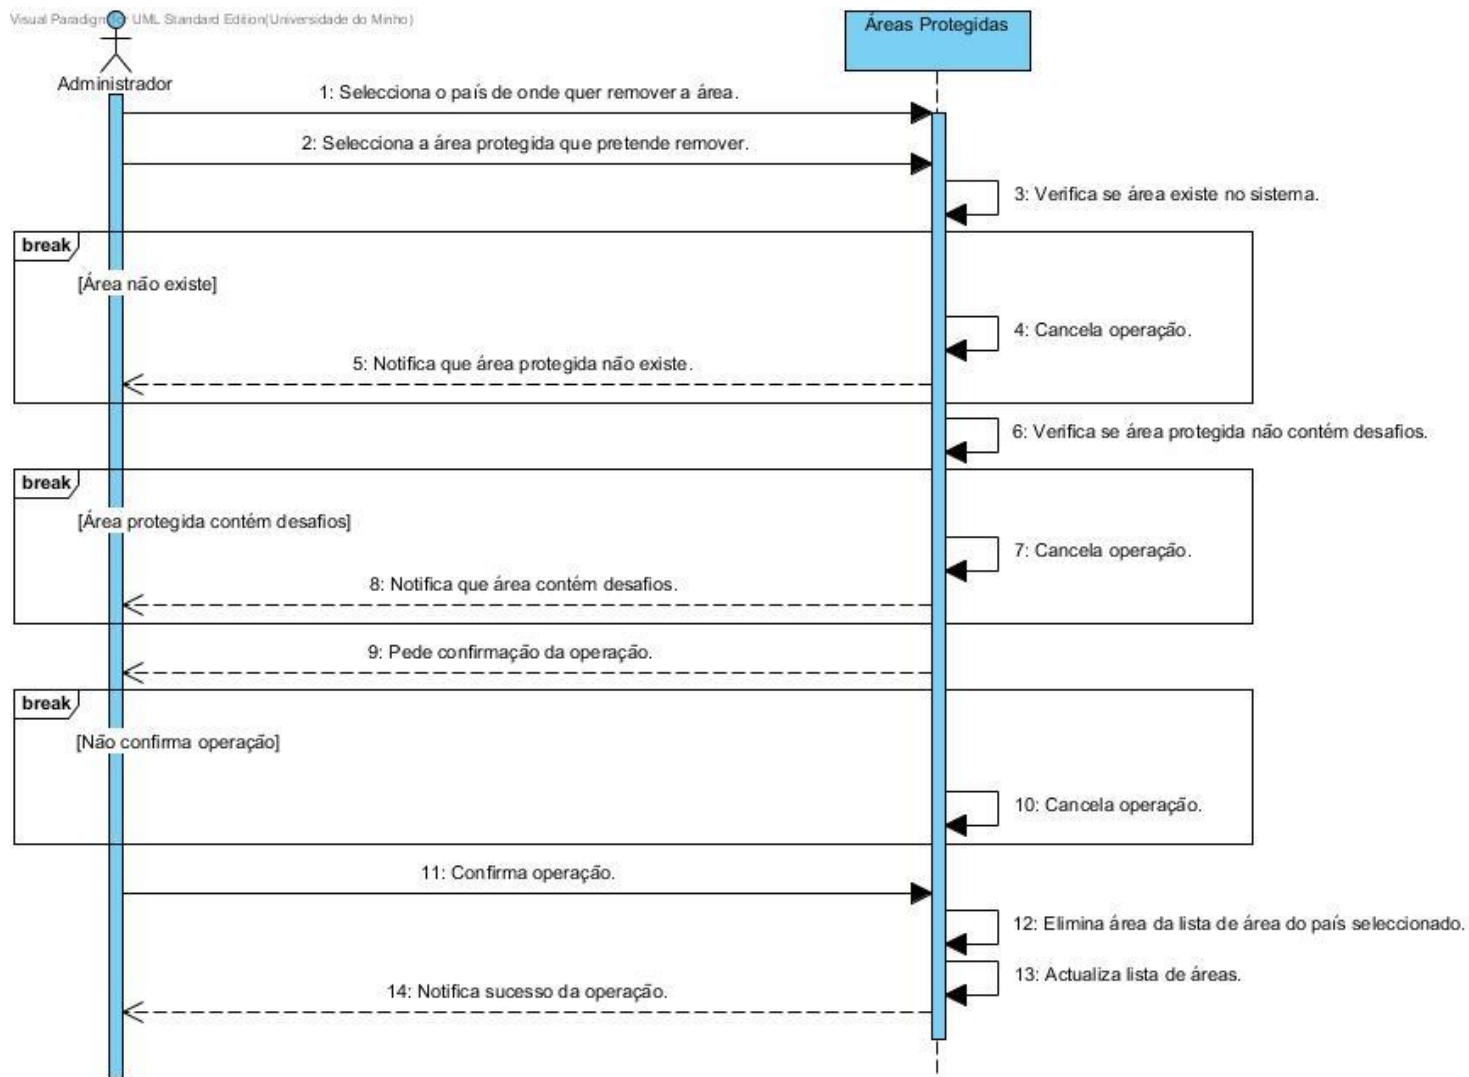 Visual Paradigm for UML Standard Edition(Universidade do Minho)
Áreas Protegidas
Administrador
1: Selecciona o país de onde quer remover a área.
2: Selecciona a área protegida que pretende remover.
3: Verifica se área existe no sistema.
break
[Área não existe]
4: Cancela operação.
5: Notifica que área protegida não existe.
6: Verifica se área protegida não contém desafios.
break
[Área protegida contém desafios]
7: Cancela operação.
8: Notifica que área contém desafios.
9: Pede confirmação da operação.
break
[Não confirma operação]
10: Cancela operação.
11: Confirma operação.
12: Elimina área da lista de área do país seleccionado.
13: Actualiza lista de áreas.
14: Notifica sucesso da operação.